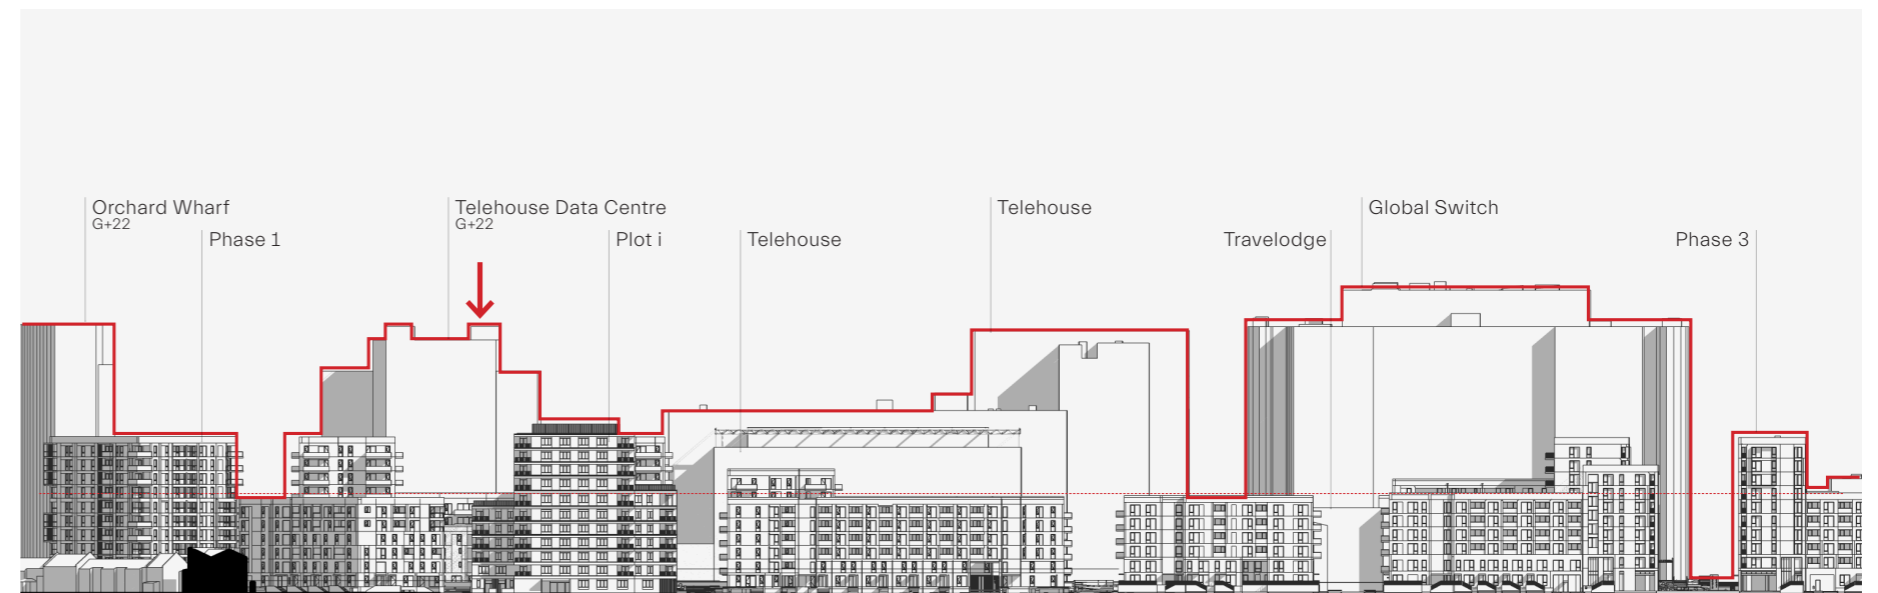 Orchard Wharf
G+22
Phase 1
Telehouse Data Centre
G+22
Plot i
Telehouse
Telehouse
Travelodge
Global Switch
Phase 3